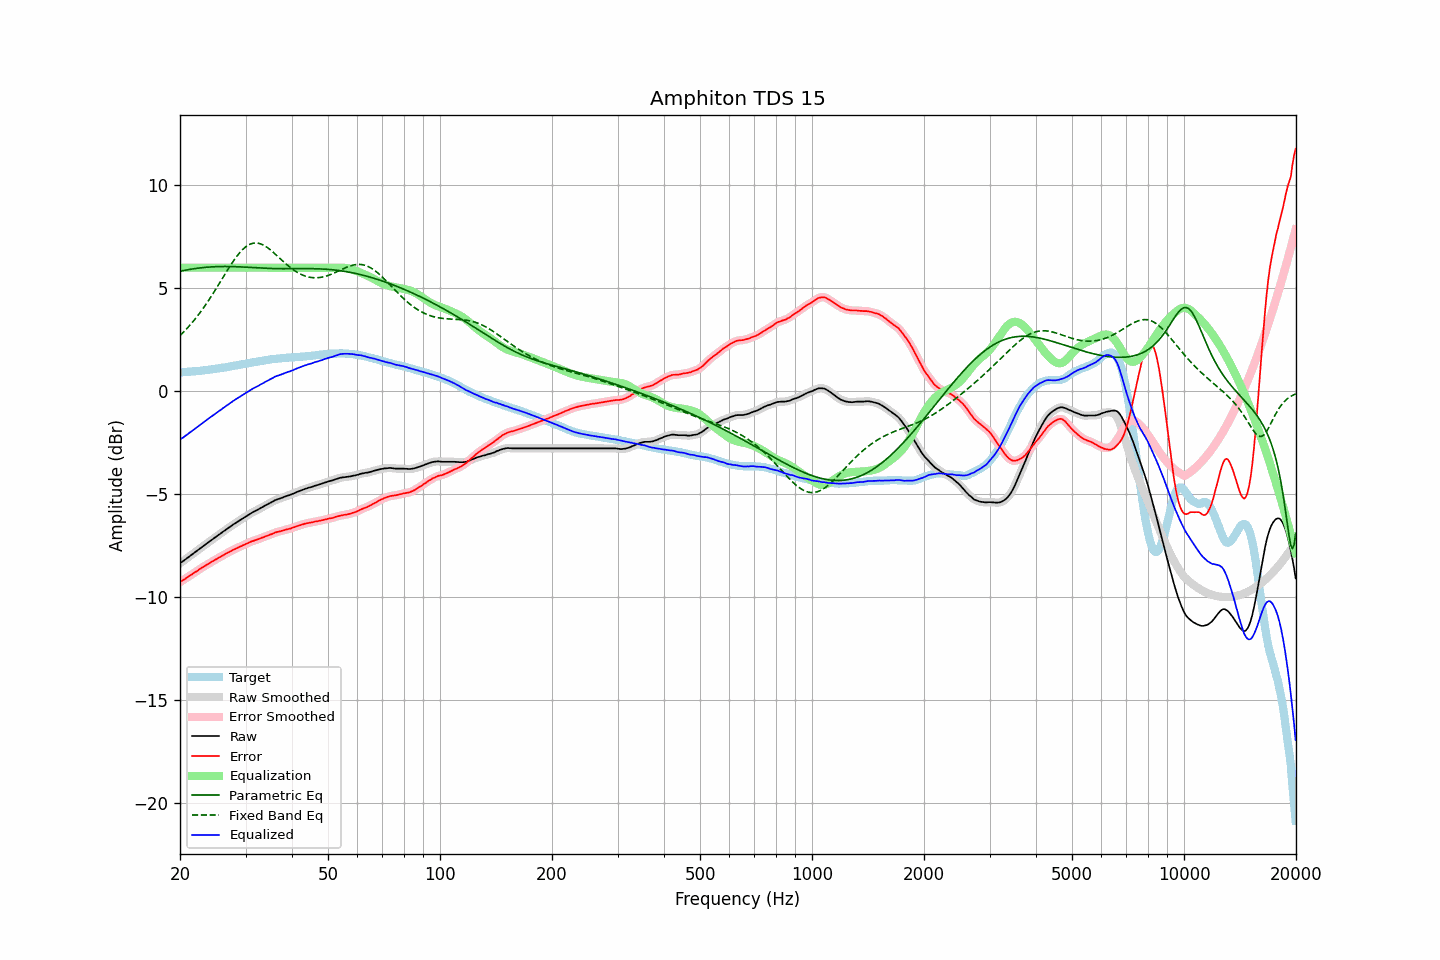 Amphiton TDS 15
Amplitude (dBr)
10
5
0
−5
−10
−15
−20
Target
Raw Smoothed
Error Smoothed
Raw
Error
Equalization
Parametric Eq
Fixed Band Eq
Equalized
20 50 100 200 500 1000 2000 5000 10000 20000
Frequency (Hz)